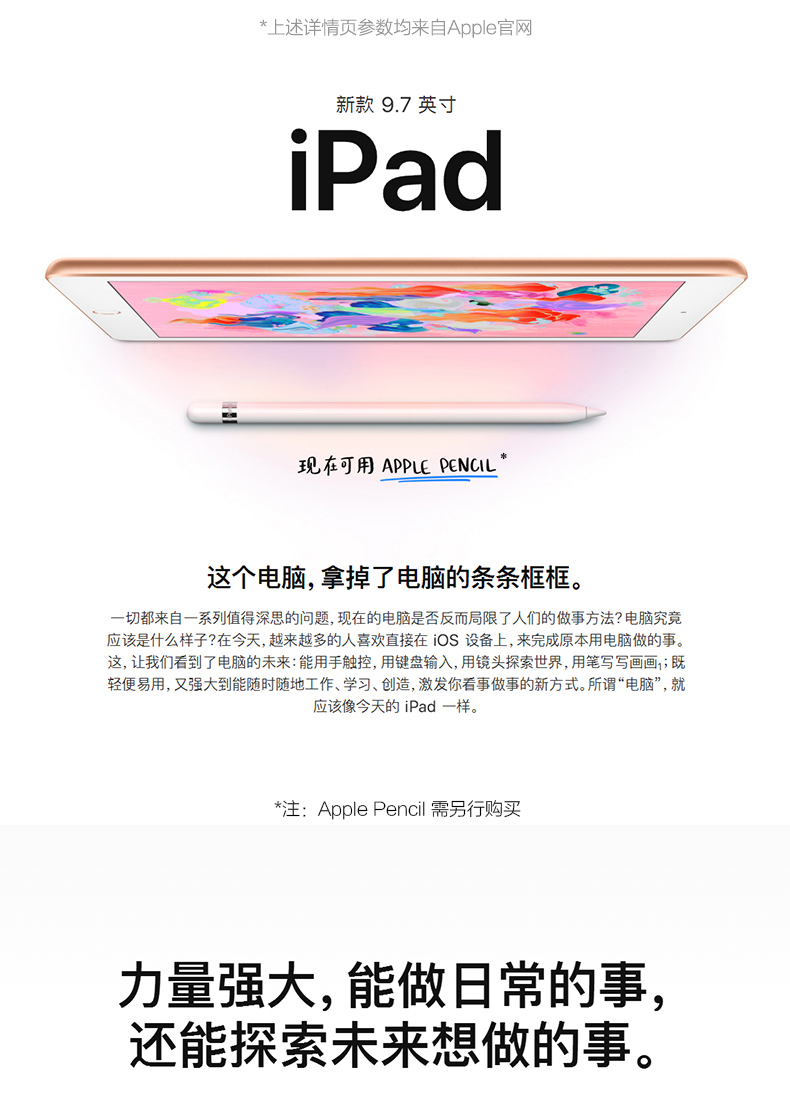 *上述详情页参数均来自Apple官网
新款 9.7 英寸
iPad
现在可用 APPLE PENCIL*
这个电脑，拿掉了电脑的条条框框。
一切都来自一系列值得深思的问题，现在的电脑是否反而局限了人们的做事方法？电脑究竟
应该是什么样子？在今天，越来越多的人喜欢直接在 iOS 设备上，来完成原本用电脑做的事。
这，让我们看到了电脑的未来：能用手触控，用键盘输入，用镜头探索世界，用笔写写画画₁；既
轻便易用，又强大到能随时随地工作、学习、创造，激发你看事做事的新方式。所谓“电脑”，就
应该像今天的 iPad 一样。
*注：Apple Pencil 需另行购买
力量强大，能做日常的事，
还能探索未来想做的事。